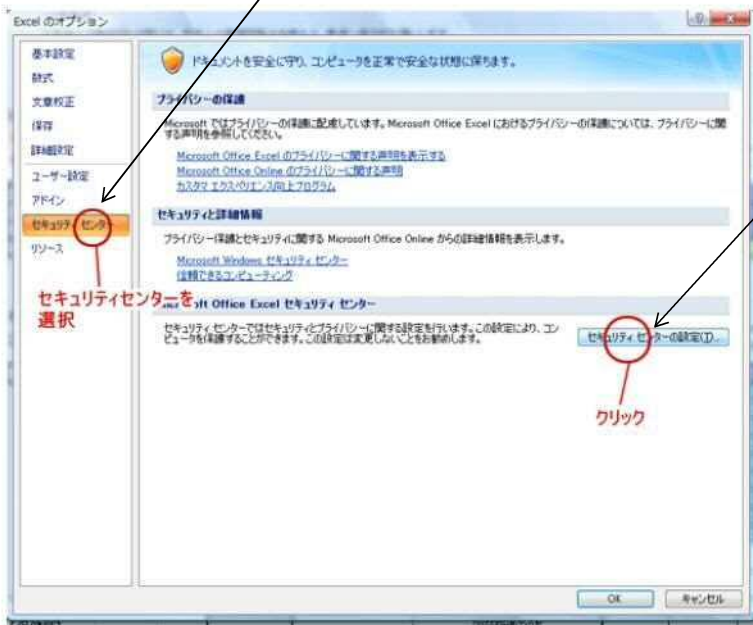 Excel のオプション
基本設定
数式
文章校正
保存
詳細設定
ユーザー設定
アドイン
セキュリティ センター
リソース
ドキュメントを安全に守り、コンピュータを正常で安全な状態に保ちます。
プライバシーの保護
Microsoft ではプライバシーの保護に配慮しています。Microsoft Office Excel におけるプライバシーの保護については、プライバシーに関
する声明を参照してください。
Microsoft Office Excel のプライバシーに関する声明を表示する
Microsoft Office Online のプライバシーに関する声明
カスタマ エクスペリエンス向上プログラム
セキュリティと詳細情報
プライバシー保護とセキュリティに関する Microsoft Office Online からの詳細情報を表示します。
Microsoft Windows セキュリティ センター
信頼できるコンピューティング
セキュリティセンターを
選択
Office Excel セキュリティ センター
セキュリティ センターではセキュリティとプライバシーに関する設定を行います。この設定により、コン
ピュータを保護することができます。この設定は変更しないことをお勧めします。
セキュリティ センターの設定(T)...
クリック
OK
キャンセル